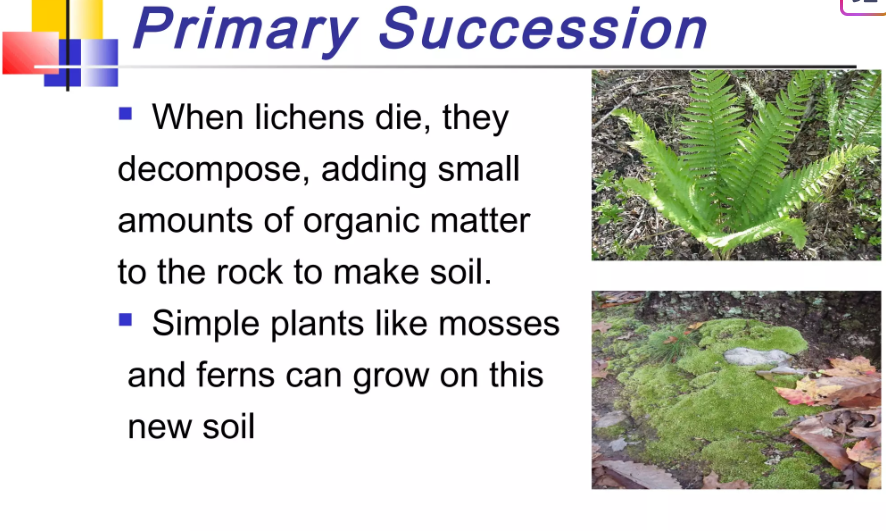 Primary Succession
When lichens die, they
decompose, adding small
amounts of organic matter
to the rock to make soil.
Simple plants like mosses
and ferns can grow on this
new soil